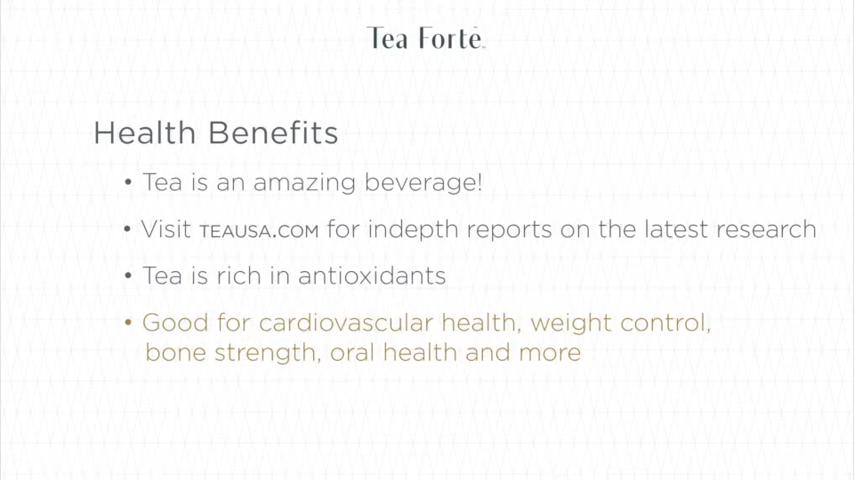 Tea Forté
Health Benefits
• Tea is an amazing beverage!
• Visit TEAUSA.COM for indepth reports on the latest research
• Tea is rich in antioxidants
• Good for cardiovascular health, weight control,
bone strength, oral health and more